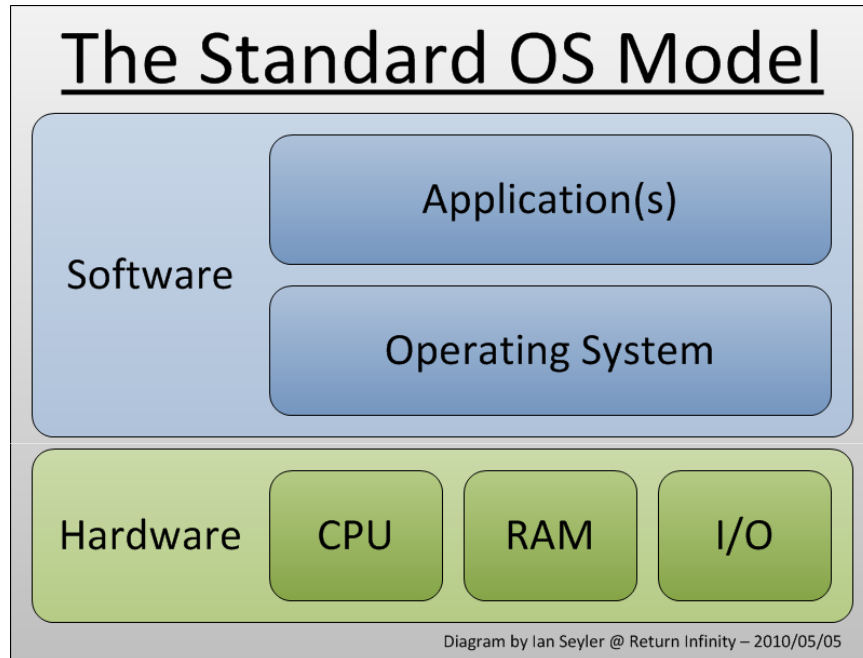 The Standard OS Model
Application(s)
Software
Operating System
Hardware
CPU
RAM
I/O
Diagram by Ian Seyler @ Return Infinity – 2010/05/05